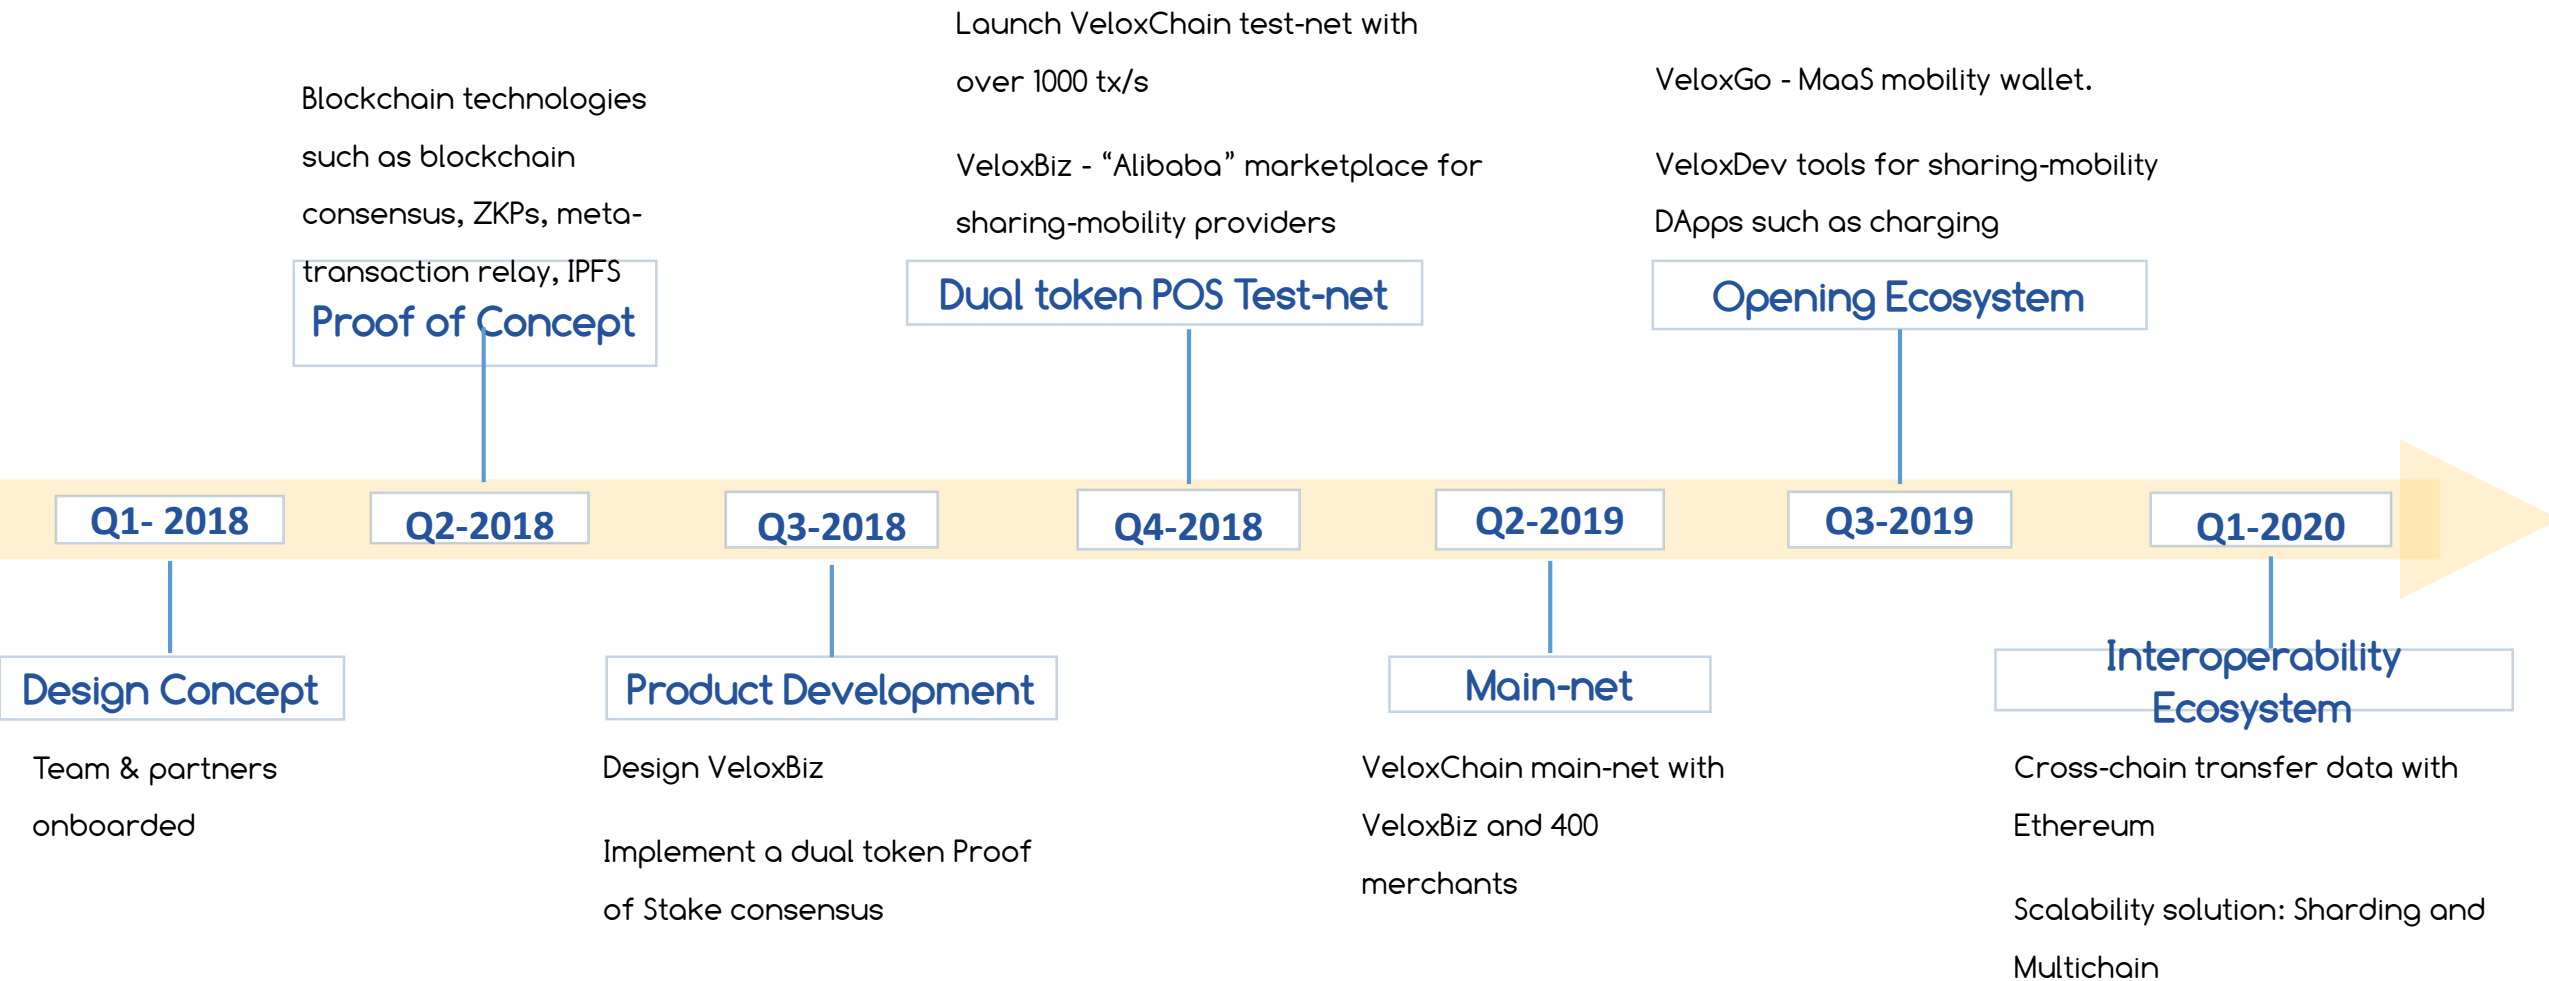 Launch VeloxChain test-net with
over 1000 tx/s
VeloxBiz - “Alibaba” marketplace for
sharing-mobility providers
VeloxGo - MaaS mobility wallet.
VeloxDev tools for sharing-mobility
DApps such as charging
Blockchain technologies
such as blockchain
consensus, ZKPs, meta-
transaction relay, IPFS
Proof of Concept
Dual token POS Test-net
Opening Ecosystem
Q1- 2018
Q2-2018
Q3-2018
Q4-2018
Q2-2019
Q3-2019
Q1-2020
Design Concept
Team & partners
onboarded
Product Development
Design VeloxBiz
Implement a dual token Proof
of Stake consensus
Main-net
VeloxChain main-net with
VeloxBiz and 400
merchants
Interoperability
Ecosystem
Cross-chain transfer data with
Ethereum
Scalability solution: Sharding and
Multichain